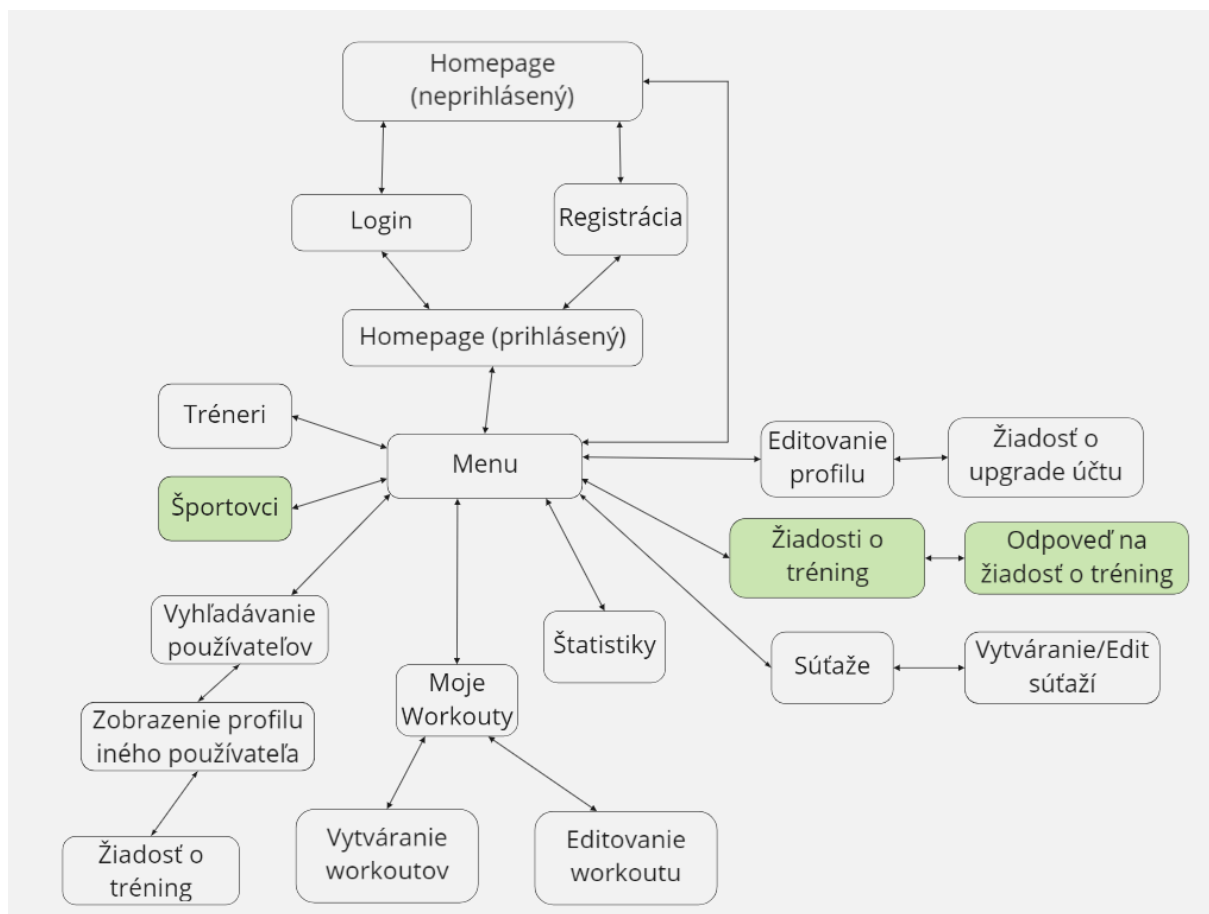 Homepage
(neprihlásený)
Login
Registrácia
Homepage (prihlásený)
Tréneri
Menu
Editovanie
profilu
Žiadosť o
upgrade účtu
Športovci
Žiadosti o
tréning
Odpoveď na
žiadosť o tréning
Vyhľadávanie
používateľov
Štatistiky
Súťaže
Vytváranie/Edit
súťaží
Moje
Workouty
Zobrazenie profilu
iného používateľa
Žiadosť o
tréning
Vytváranie
workoutov
Editovanie
workoutu